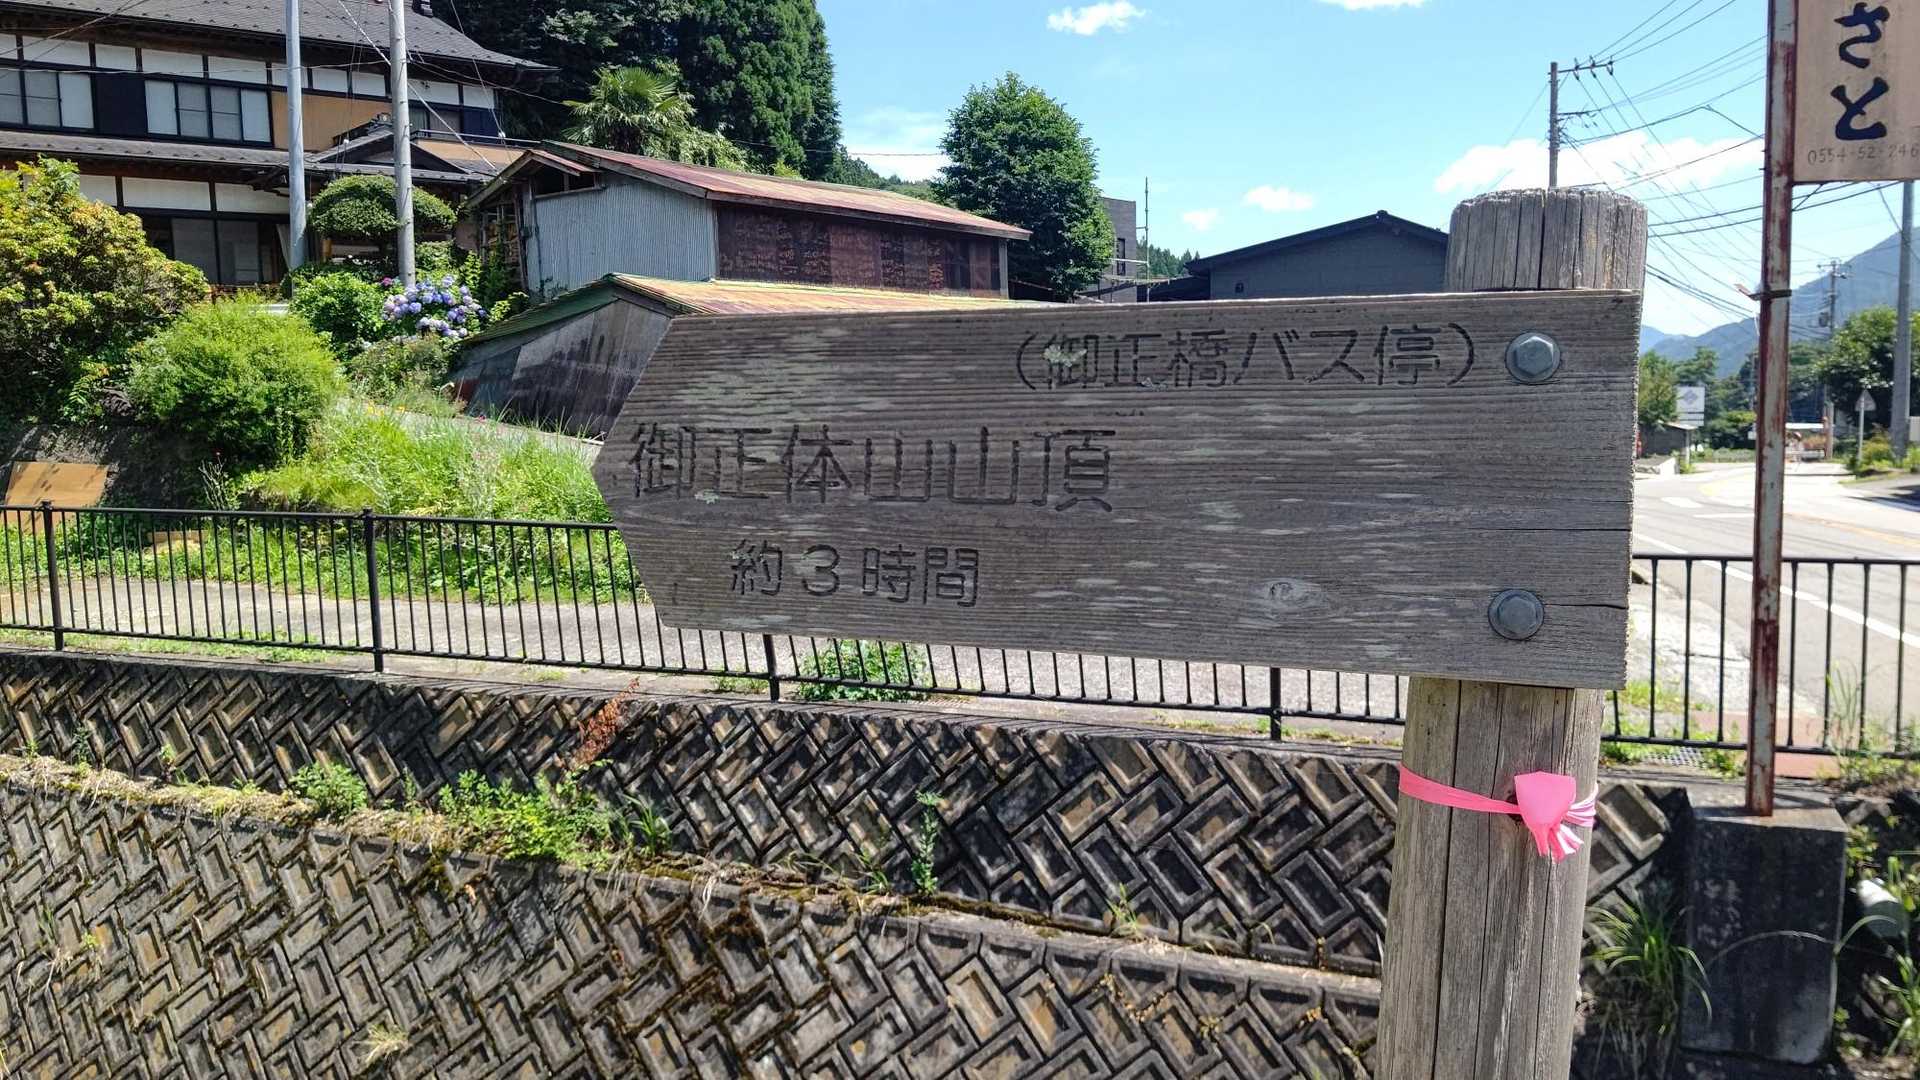 (御正橋バス停)
御正体山山頂
約3時間
さと
0554-52-246